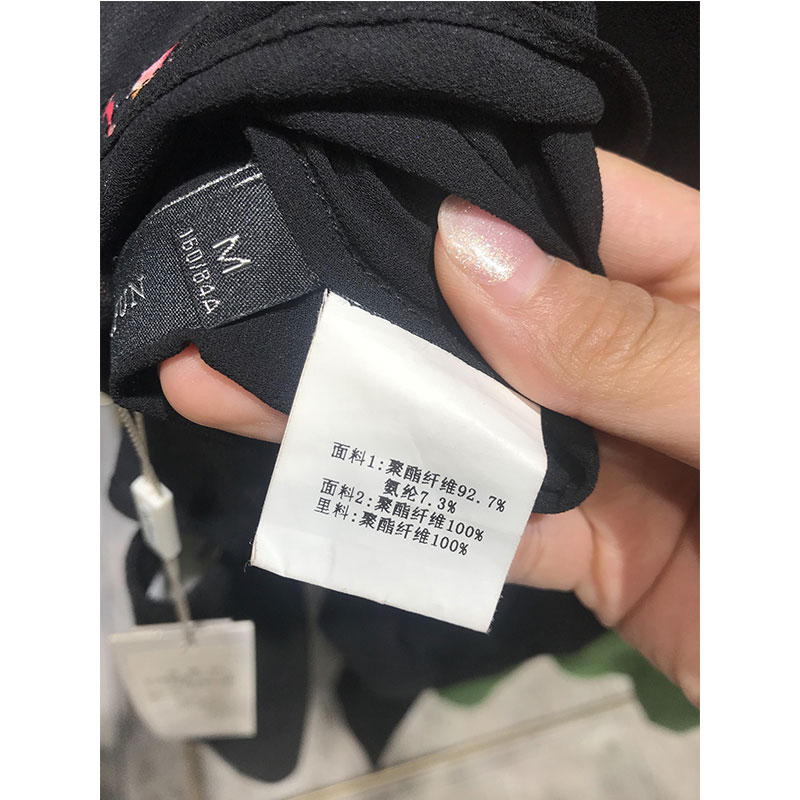 M
160/84A
面料1:聚酯纤维92.7%
氨纶7.3%
面料2:聚酯纤维100%
里料:聚酯纤维100%